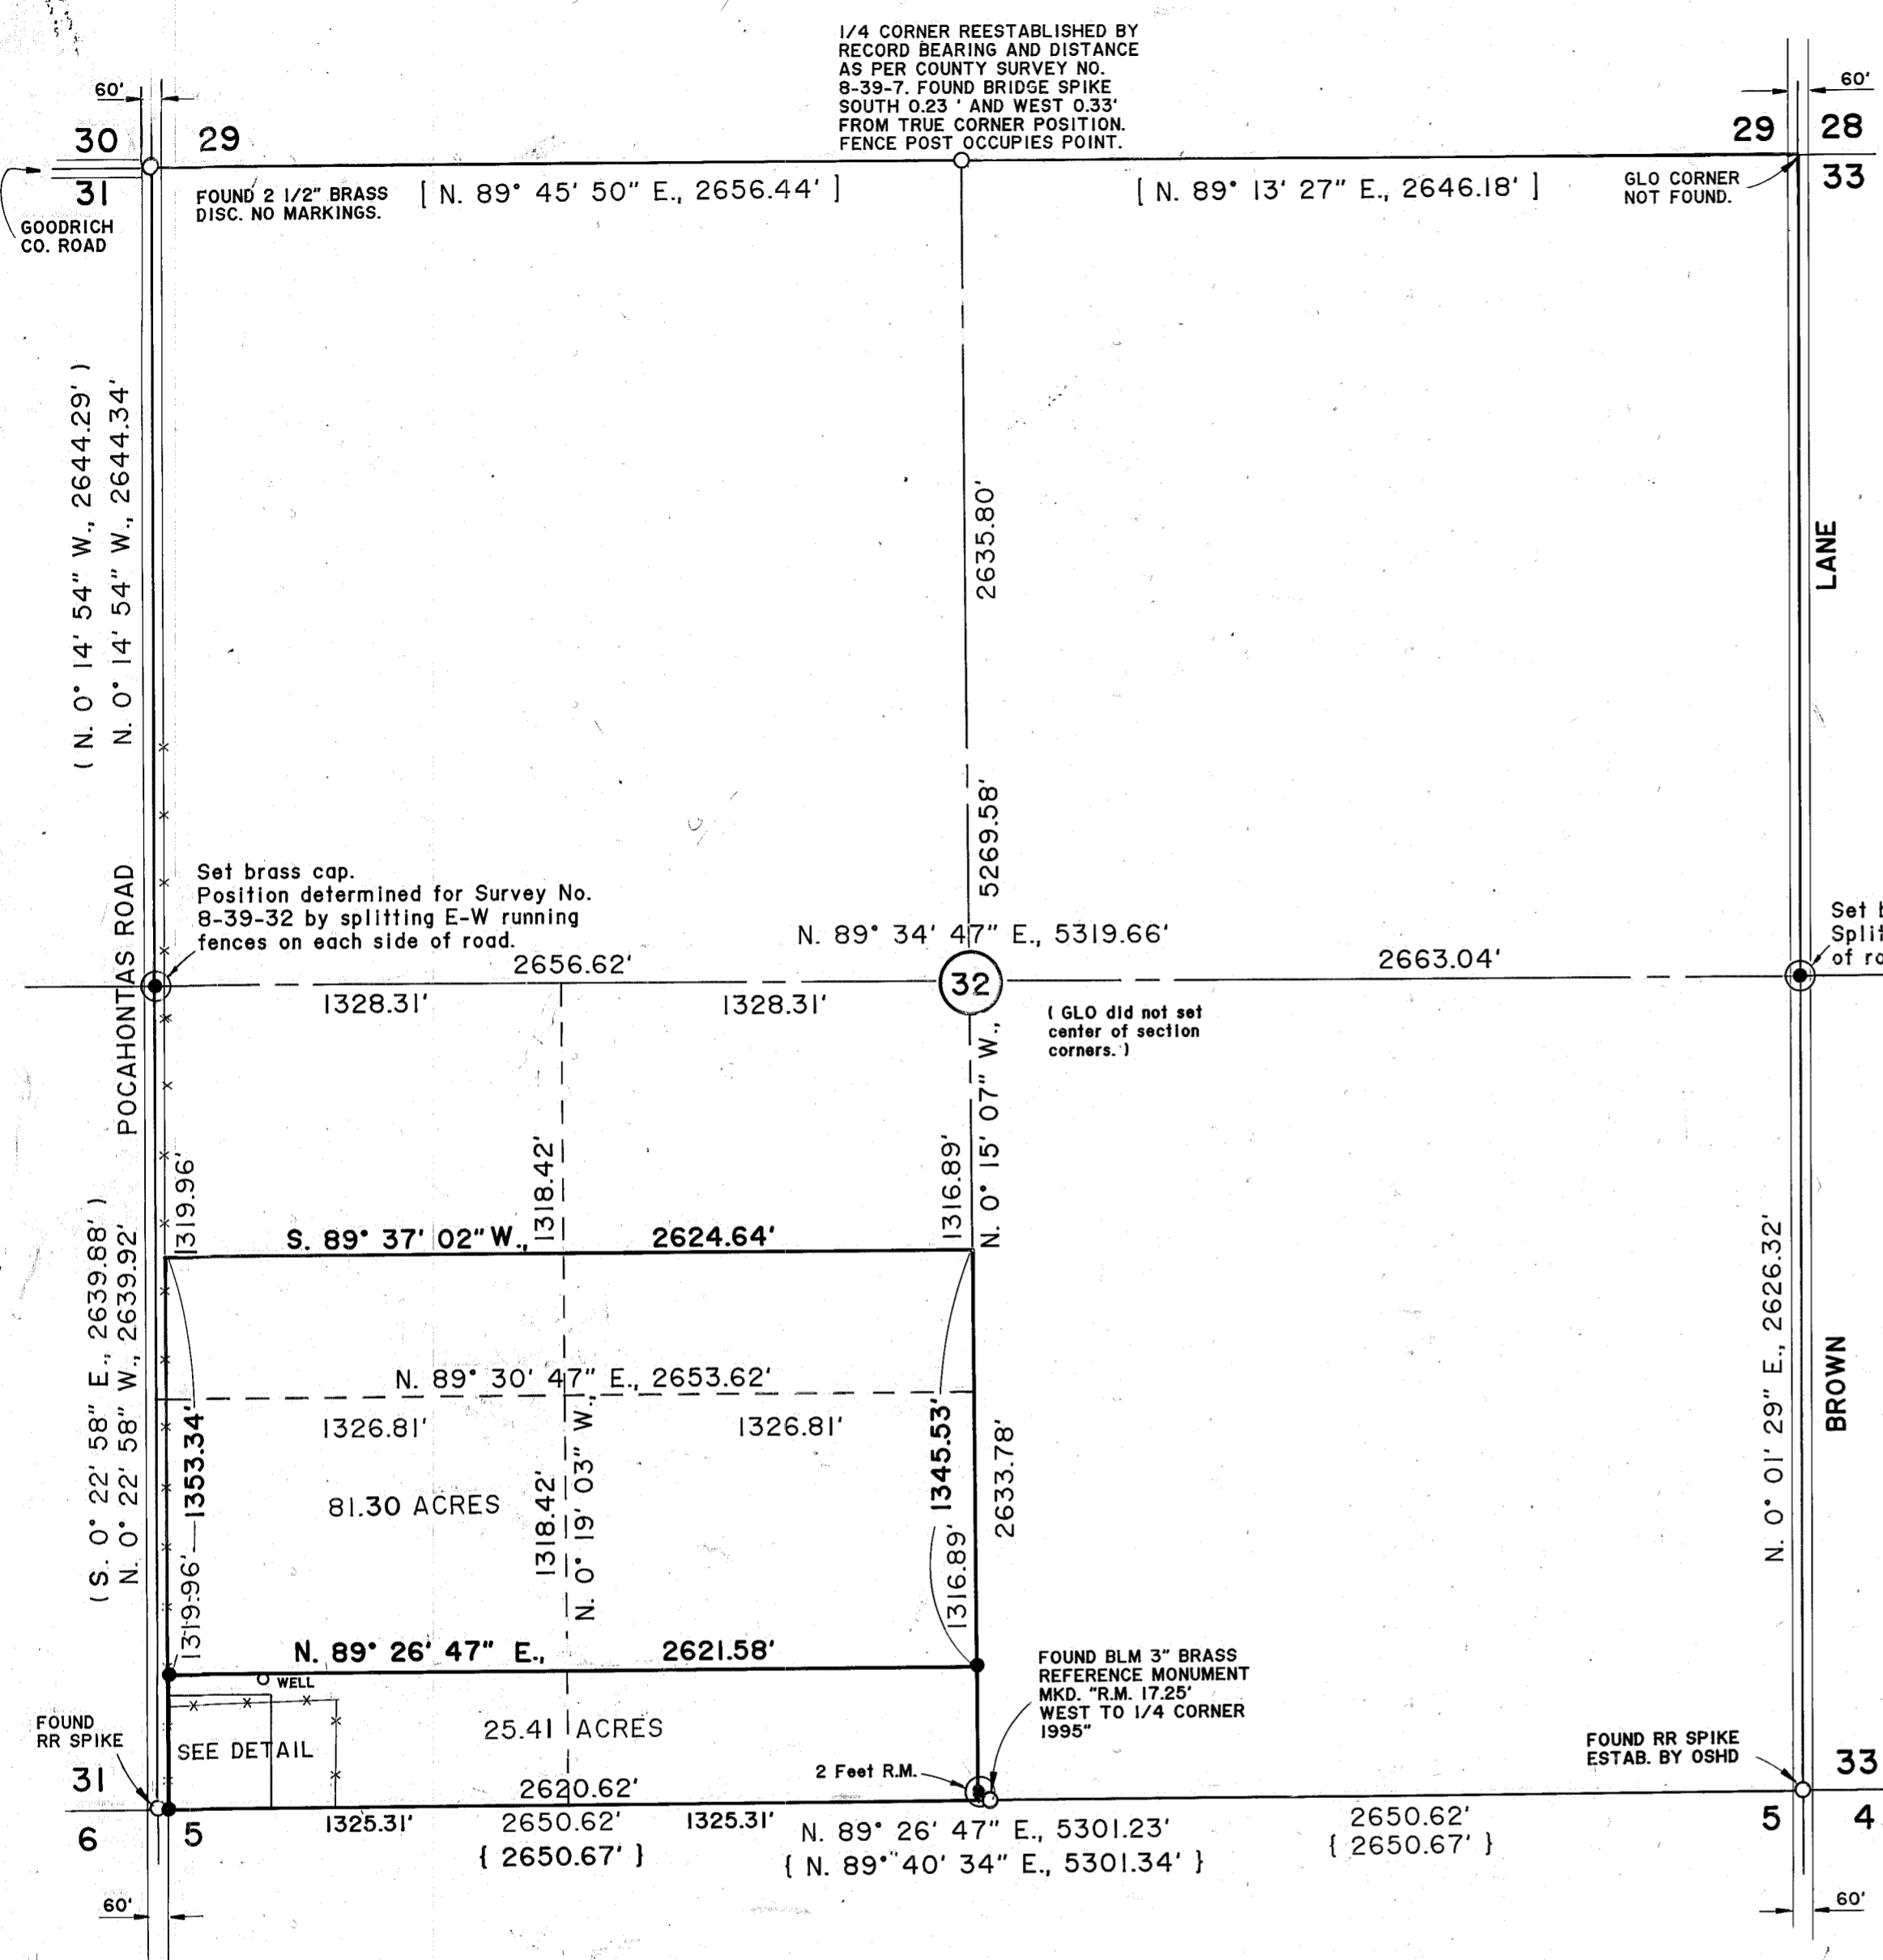 1/4 CORNER REESTABLISHED BY
RECORD BEARING AND DISTANCE
AS PER COUNTY SURVEY NO.
8-39-7. FOUND BRIDGE SPIKE
SOUTH 0.23 ' AND WEST 0.33'
FROM TRUE CORNER POSITION.
FENCE POST OCCUPIES POINT.
60'
60'
30
29
29
28
31
33
GOODRICH
CO. ROAD
FOUND 2 1/2" BRASS
DISC. NO MARKINGS.
[ N. 89° 45' 50" E., 2656.44' ]
[ N. 89° 13' 27" E., 2646.18' ]
GLO CORNER
NOT FOUND.
( N. 0° 14' 54" W., 2644.29' )
N. 0° 14' 54" W., 2644.34'
2635.80'
LANE
5269.58'
POCAHONTAS ROAD
Set brass cap.
Position determined for Survey No.
8-39-32 by splitting E-W running
fences on each side of road.
N. 89° 34' 47" E., 5319.66'
Set
Split
of
2656.62'
2663.04'
32
1328.31'
1328.31'
( GLO did not set
center of section
corners. )
N. 0° 15' 07" W.,
1319.96'
1318.42'
1316.89'
S. 89° 37' 02" W., 2624.64'
( S. 0° 22' 58" E., 2639.88' )
N. 0° 22' 58" W., 2639.92'
N. 0° 01' 29" E., 2626.32'
BROWN
N. 89° 30' 47" E., 2653.62'
1326.81'
1326.81'
1353.34'
1345.53'
2633.78'
81.30 ACRES
1319.96'
1318.42'
N. 0° 19' 03" W.,
1316.89'
N. 89° 26' 47" E., 2621.58'
WELL
FOUND BLM 3" BRASS
REFERENCE MONUMENT
MKD. "R.M. 17.25'
WEST TO 1/4 CORNER
1995"
FOUND
RR SPIKE
SEE DETAIL
25.41 ACRES
2 Feet R.M.
FOUND RR SPIKE
ESTAB. BY OSHD
31
33
2620.62'
6
5
1325.31'
2650.62'
1325.31'
{ 2650.67' }
N. 89° 26' 47" E., 5301.23'
{ N. 89° 40' 34" E., 5301.34' }
2650.62'
{ 2650.67' }
5
4
60'
60'